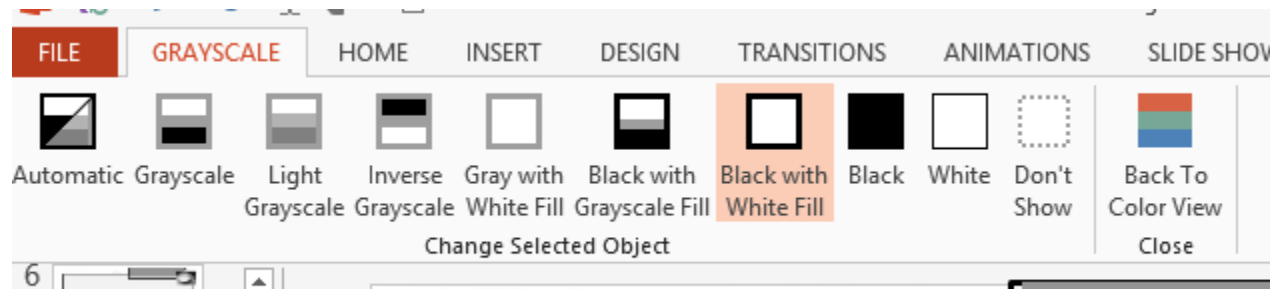 FILE GRAYSCALE HOME INSERT DESIGN TRANSITIONS ANIMATIONS SLIDE
Automatic Grayscale Light Inverse Gray with Black with Black with Black White Don't Back To
Grayscale Grayscale White Fill Grayscale Fill White Fill Show Color View
Change Selected Object Close
6